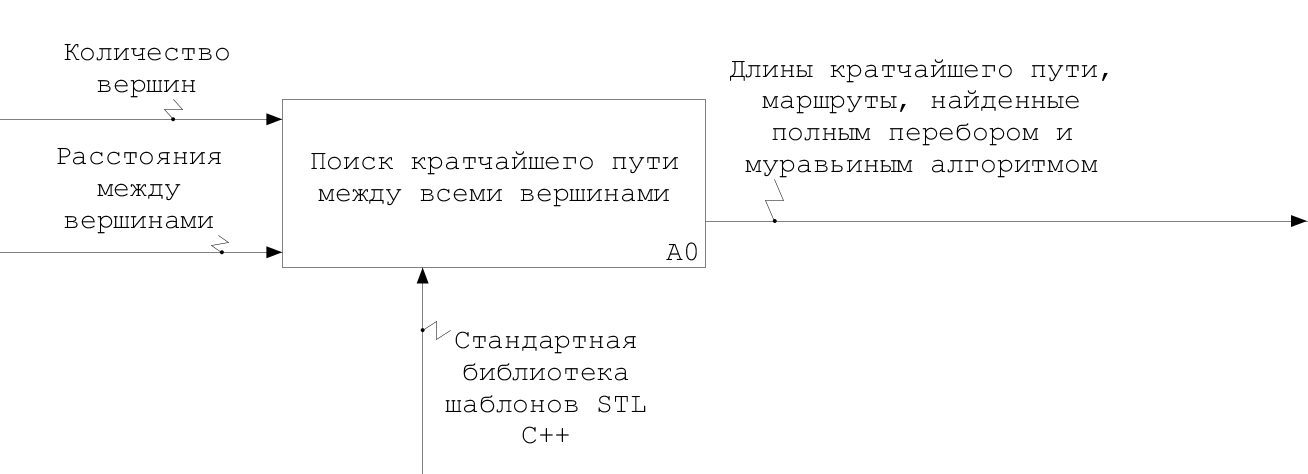 Количество
вершин
Расстояния
между
вершинами
Поиск кратчайшего пути
между всеми вершинами
A0
Длины кратчайшего пути,
маршруты, найденные
полным перебором и
муравьиным алгоритмом
Стандартная
библиотека
шаблонов STL
C++